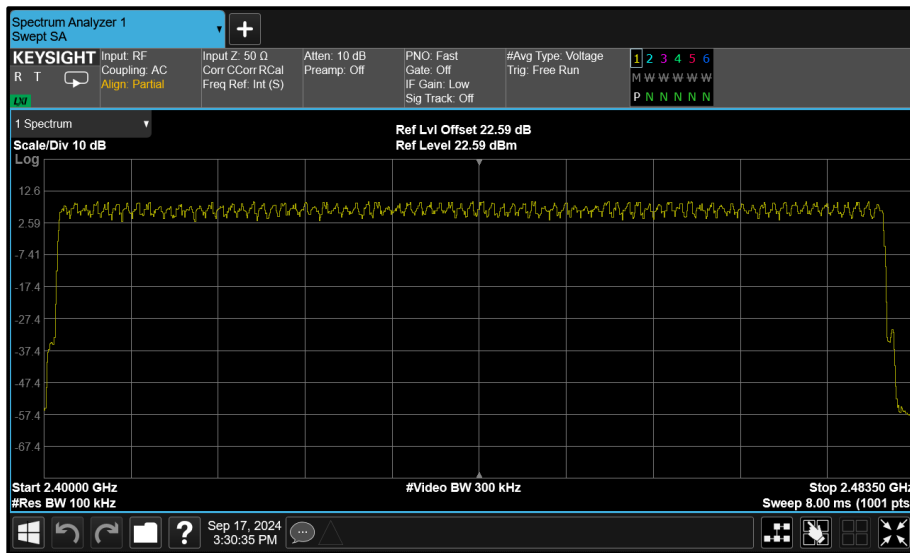 Spectrum Analyzer 1
Swept SA
KEYSIGHT
R T
LXI
Input: RF
Coupling: AC
Align: Partial
Input Z: 50 Ω
Corr CCorr RCal
Freq Ref: Int (S)
Atten: 10 dB
Preamp: Off
PNO: Fast
Gate: Off
IF Gain: Low
Sig Track: Off
#Avg Type: Voltage
Trig: Free Run
1 2 3 4 5 6
M W W W W W
P N N N N N
1 Spectrum
Scale/Div 10 dB
Ref Lvl Offset 22.59 dB
Ref Level 22.59 dBm
Log
12.6
2.59
-7.41
-17.4
-27.4
-37.4
-47.4
-57.4
-67.4
Start 2.40000 GHz
#Res BW 100 kHz
#Video BW 300 kHz
Stop 2.48350 GHz
Sweep 8.00 ms (1001 pts
?
Sep 17, 2024
3:30:35 PM